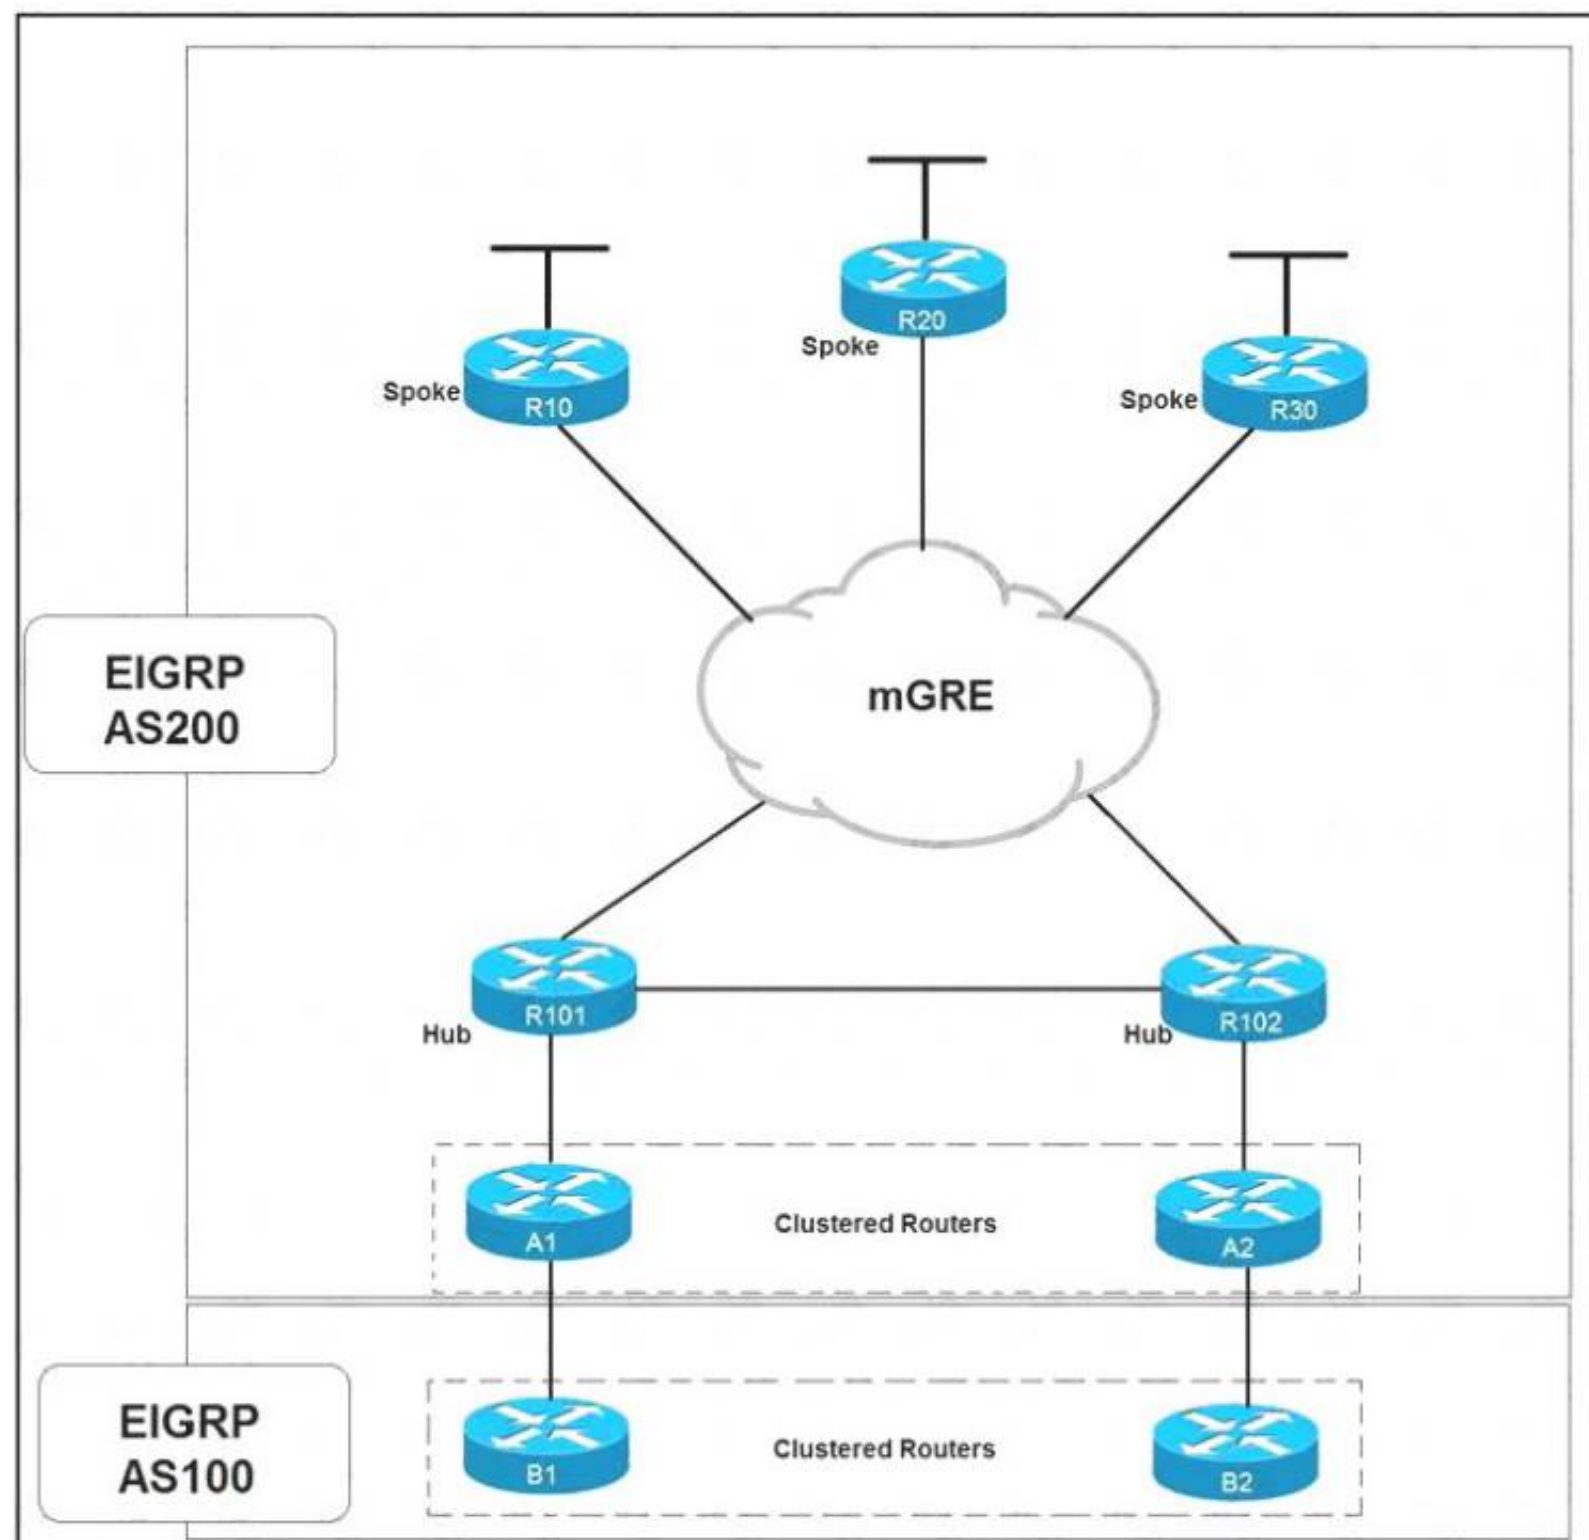 R20
Spoke
R10
Spoke
R30
Spoke
EIGRP
AS200
mGRE
R101
Hub
R102
Hub
A1
Clustered Routers
A2
EIGRP
AS100
B1
Clustered Routers
B2